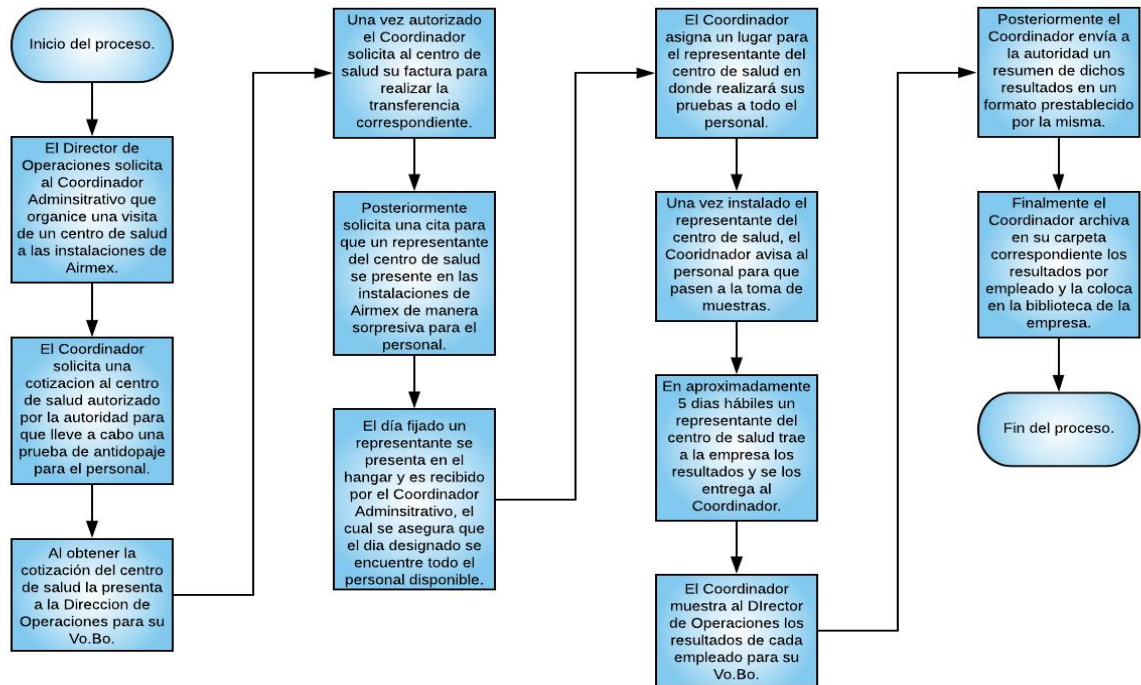 Inicio del proceso.
El Director de
Operaciones solicita
al Coordinador
Adminsitrativo que
organice una visita
de un centro de salud
a las instalaciones de
Airmex.
El Coordinador
solicita una
cotizacion al centro
de salud autorizado
por la autoridad para
que lleve a cabo una
prueba de antidopaje
para el personal.
Al obtener la
cotización del centro
de salud la presenta
a la Direccion de
Operaciones para su
Vo.Bo.
Una vez autorizado
el Coordinador
solicita al centro de
salud su factura para
realizar la
transferencia
correspondiente.
Posteriormente
solicita una cita para
que un representante
del centro de salud
se presente en las
instalaciones de
Airmex de manera
sorpresiva para el
personal.
El día fijado un
representante se
presenta en el
hangar y es recibido
por el Coordinador
Adminsitrativo, el
cual se asegura que
el dia designado se
encuentre todo el
personal disponible.
El Coordinador
asigna un lugar para
el representante del
centro de salud en
donde realizará sus
pruebas a todo el
personal.
Una vez instalado el
representante del
centro de salud, el
Cooridnador avisa al
personal para que
pasen a la toma de
muestras.
En aproximadamente
5 dias hábiles un
representante del
centro de salud trae
a la empresa los
resultados y se los
entrega al
Coordinador.
El Coordinador
muestra al DIrector
de Operaciones los
resultados de cada
empleado para su
Vo.Bo.
Posteriormente el
Coordinador envía a
la autoridad un
resumen de dichos
resultados en un
formato prestablecido
por la misma.
Finalmente el
Coordinador archiva
en su carpeta
correspondiente los
resultados por
empleado y la coloca
en la biblioteca de la
empresa.
Fin del proceso.